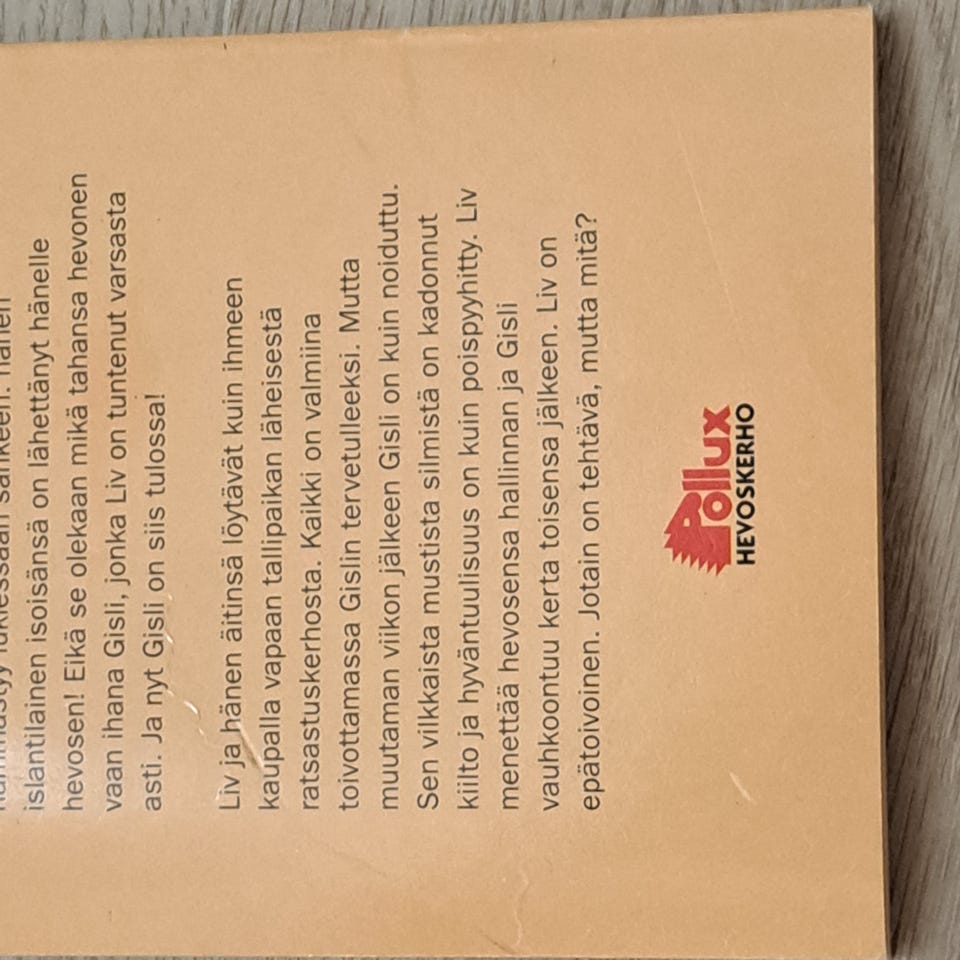 islantilainen isoisänsä on lähettänyt hänelle
hevosen! Eikä se olekaan mikä tahansa hevonen
vaan ihana Gisli, jonka Liv on tuntenut varsasta
asti. Ja nyt Gisli on siis tulossa!
Liv ja hänen äitinsä löytävät kuin ihmeen
kaupalla vapaan tallipaikan läheisestä
ratsastuskerhosta. Kaikki on valmiina
toivottamassa Gislin tervetulleeksi. Mutta
muutaman viikon jälkeen Gisli on kuin noiduttu.
Sen vilkkaista mustista silmistä on kadonnut
kiilto ja hyväntuulisuus on kuin poispyyhitty. Liv
menettää hevosensa hallinnan ja Gisli
vauhkoontuu kerta toisensa jälkeen. Liv on
epätoivoinen. Jotain on tehtävä, mutta mitä?
Pollux
HEVOSKERHO